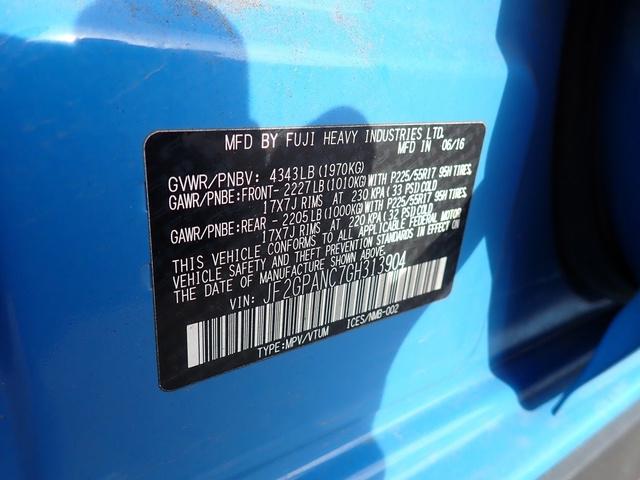 MFD BY FUJI HEAVY INDUSTRIES LTD.
MFD IN 06/16
GVWR/PNBV: 4343LB (1970KG)
GAWR/PNBE:FRONT- 2227LB (1010KG) WITH P225/55R17 95H TIRES,
17X7J RIMS AT 230 KPA (33 PSI) COLD
GAWR/PNBE:REAR - 2205LB (1000KG) WITH P225/55R17 95H TIRES,
17X7J RIMS AT 220 KPA (32 PSI) COLD
THIS VEHICLE CONFORMS TO ALL APPLICABLE FEDERAL MOTOR
VEHICLE SAFETY AND THEFT PREVENTION STANDARDS IN EFFECT ON
THE DATE OF MANUFACTURE SHOWN ABOVE.
VIN: JF2GPANC7GH313904
TYPE:MPV/VTUM ICES/NMB-002